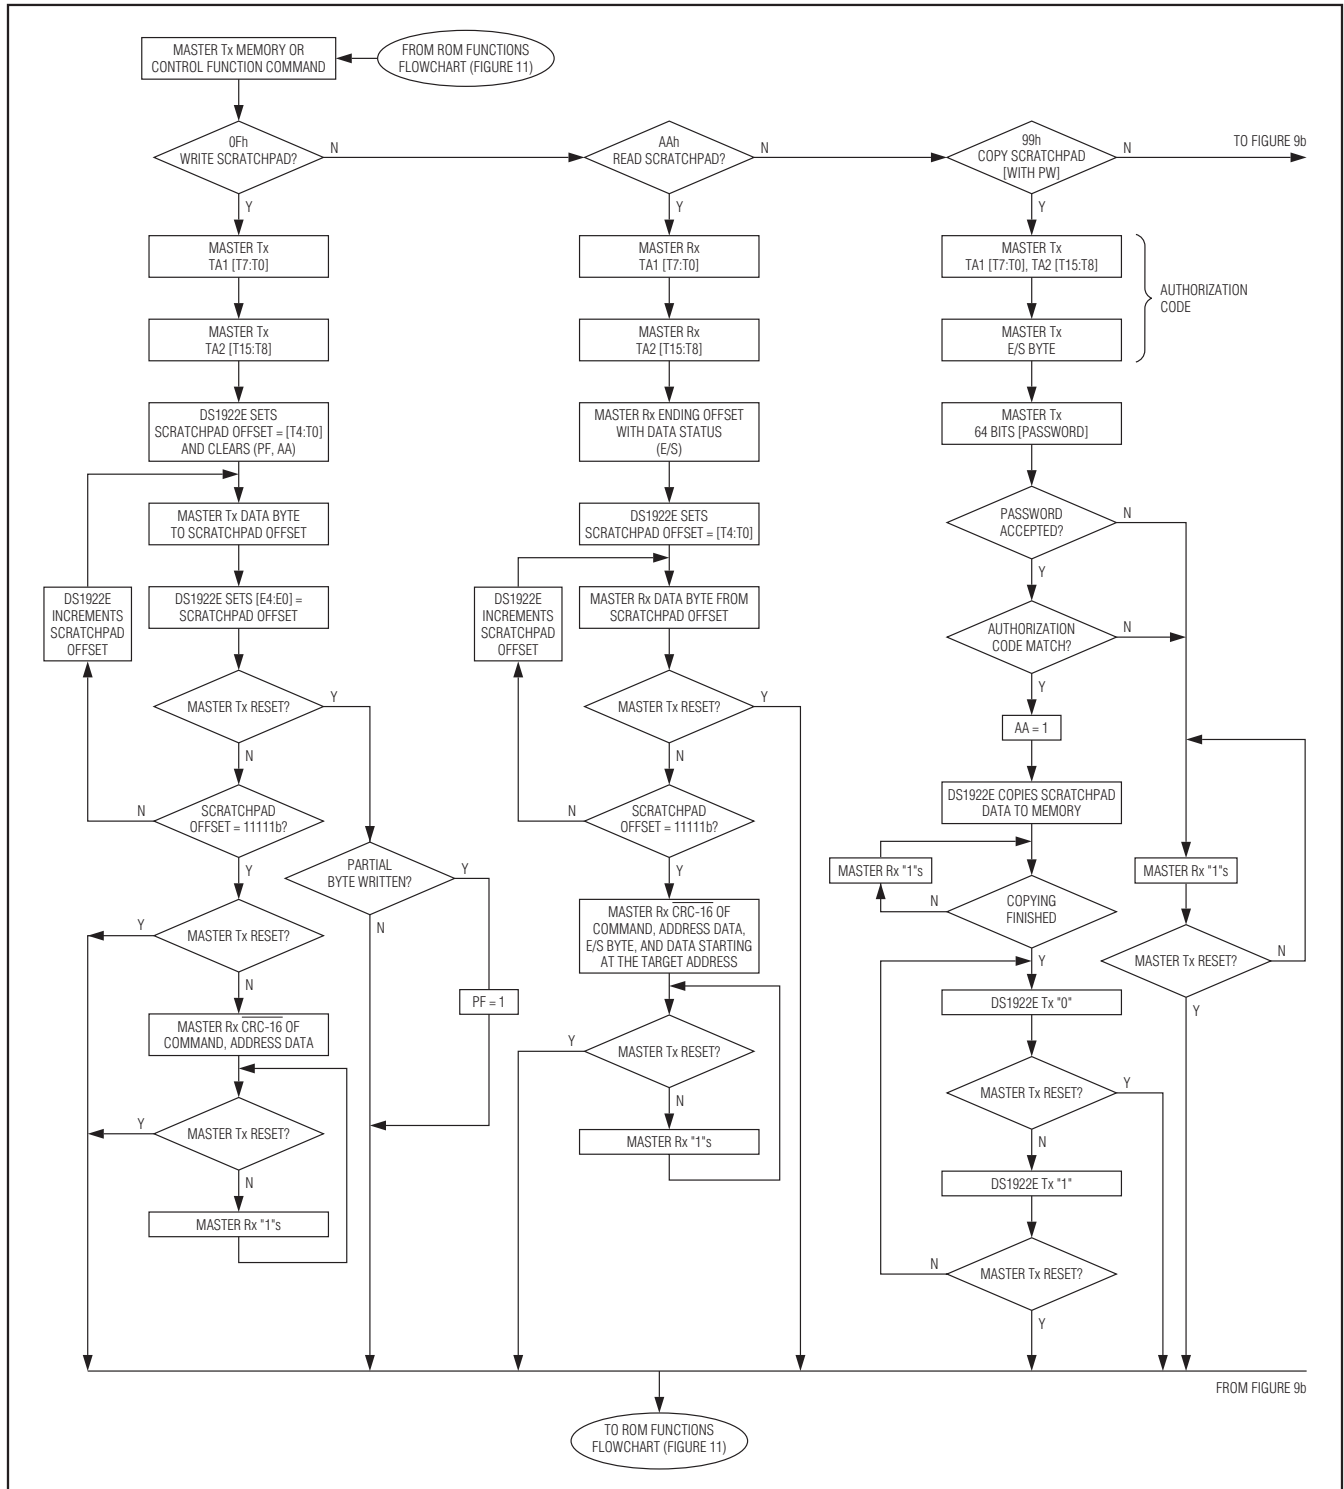 MASTER Tx MEMORY OR
CONTROL FUNCTION COMMAND
FROM ROM FUNCTIONS
FLOWCHART (FIGURE 11)
0Fh
WRITE SCRATCHPAD?
N
Y
MASTER Tx
TA1 [T7:T0]
MASTER Tx
TA2 [T15:T8]
DS1922E SETS
SCRATCHPAD OFFSET = [T4:T0]
AND CLEARS (PF, AA)
MASTER Tx DATA BYTE
TO SCRATCHPAD OFFSET
DS1922E SETS [E4:E0] =
SCRATCHPAD OFFSET
DS1922E
INCREMENTS
SCRATCHPAD
OFFSET
MASTER Tx RESET?
Y
N
SCRATCHPAD
OFFSET = 11111b?
N
Y
PARTIAL
BYTE WRITTEN?
Y
N
PF = 1
MASTER Tx RESET?
Y
N
MASTER Rx CRC-16 OF
COMMAND, ADDRESS DATA
MASTER Tx RESET?
Y
N
MASTER Rx "1"s
AAh
READ SCRATCHPAD?
N
Y
MASTER Rx
TA1 [T7:T0]
MASTER Rx
TA2 [T15:T8]
MASTER Rx ENDING OFFSET
WITH DATA STATUS
(E/S)
DS1922E SETS
SCRATCHPAD OFFSET = [T4:T0]
MASTER Rx DATA BYTE FROM
SCRATCHPAD OFFSET
DS1922E
INCREMENTS
SCRATCHPAD
OFFSET
MASTER Tx RESET?
Y
N
SCRATCHPAD
OFFSET = 11111b?
N
Y
MASTER Rx CRC-16 OF
COMMAND, ADDRESS DATA,
E/S BYTE, AND DATA STARTING
AT THE TARGET ADDRESS
MASTER Tx RESET?
Y
N
MASTER Rx "1"s
99h
COPY SCRATCHPAD
[WITH PW]
N
TO FIGURE 9b
Y
MASTER Tx
TA1 [T7:T0], TA2 [T15:T8]
MASTER Tx
E/S BYTE
AUTHORIZATION
CODE
MASTER Tx
64 BITS [PASSWORD]
PASSWORD
ACCEPTED?
N
Y
AUTHORIZATION
CODE MATCH?
N
Y
AA = 1
DS1922E COPIES SCRATCHPAD
DATA TO MEMORY
MASTER Rx "1"s
COPYING
FINISHED
N
Y
MASTER Rx "1"s
MASTER Tx RESET?
N
Y
DS1922E Tx "0"
MASTER Tx RESET?
Y
N
DS1922E Tx "1"
MASTER Tx RESET?
N
Y
FROM FIGURE 9b
TO ROM FUNCTIONS
FLOWCHART (FIGURE 11)